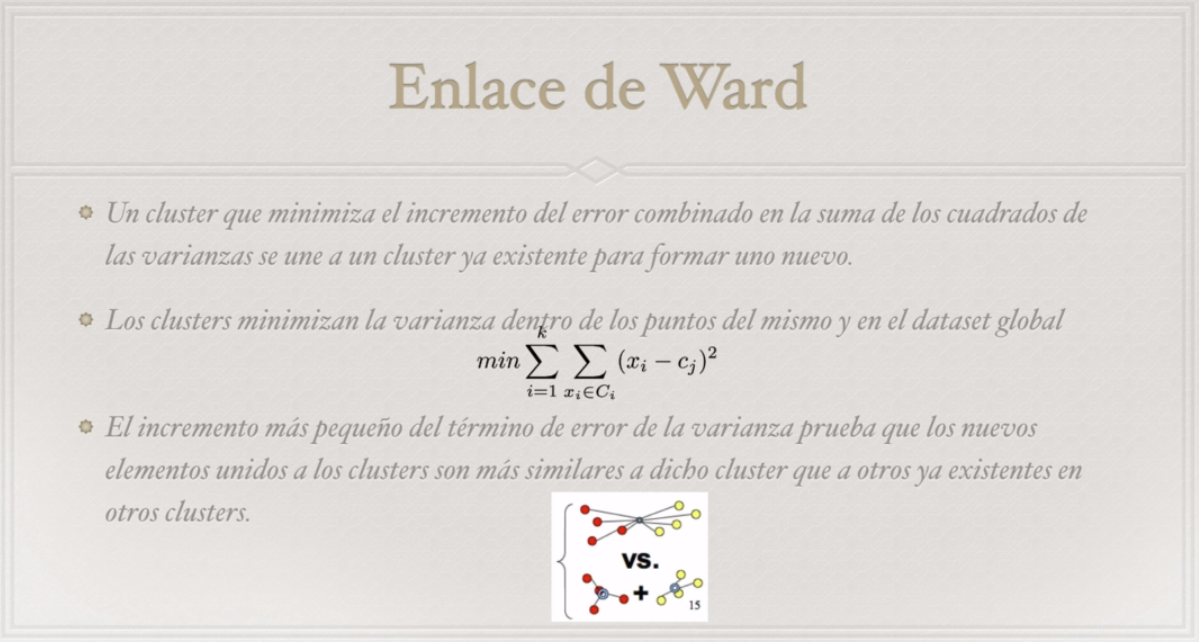 Enlace de Ward
Un cluster que minimiza el incremento del error combinado en la suma de los cuadrados de
las varianzas se une a un cluster ya existente para formar uno nuevo.
Los clusters minimizan la varianza dentro de los puntos del mismo y en el dataset global
min ∑_{i=1}^{k} ∑_{x_i∈C_i} (x_i − c_j)^2
El incremento más pequeño del término de error de la varianza prueba que los nuevos
elementos unidos a los clusters son más similares a dicho cluster que a otros ya existentes en
otros clusters.
vs.
+
15